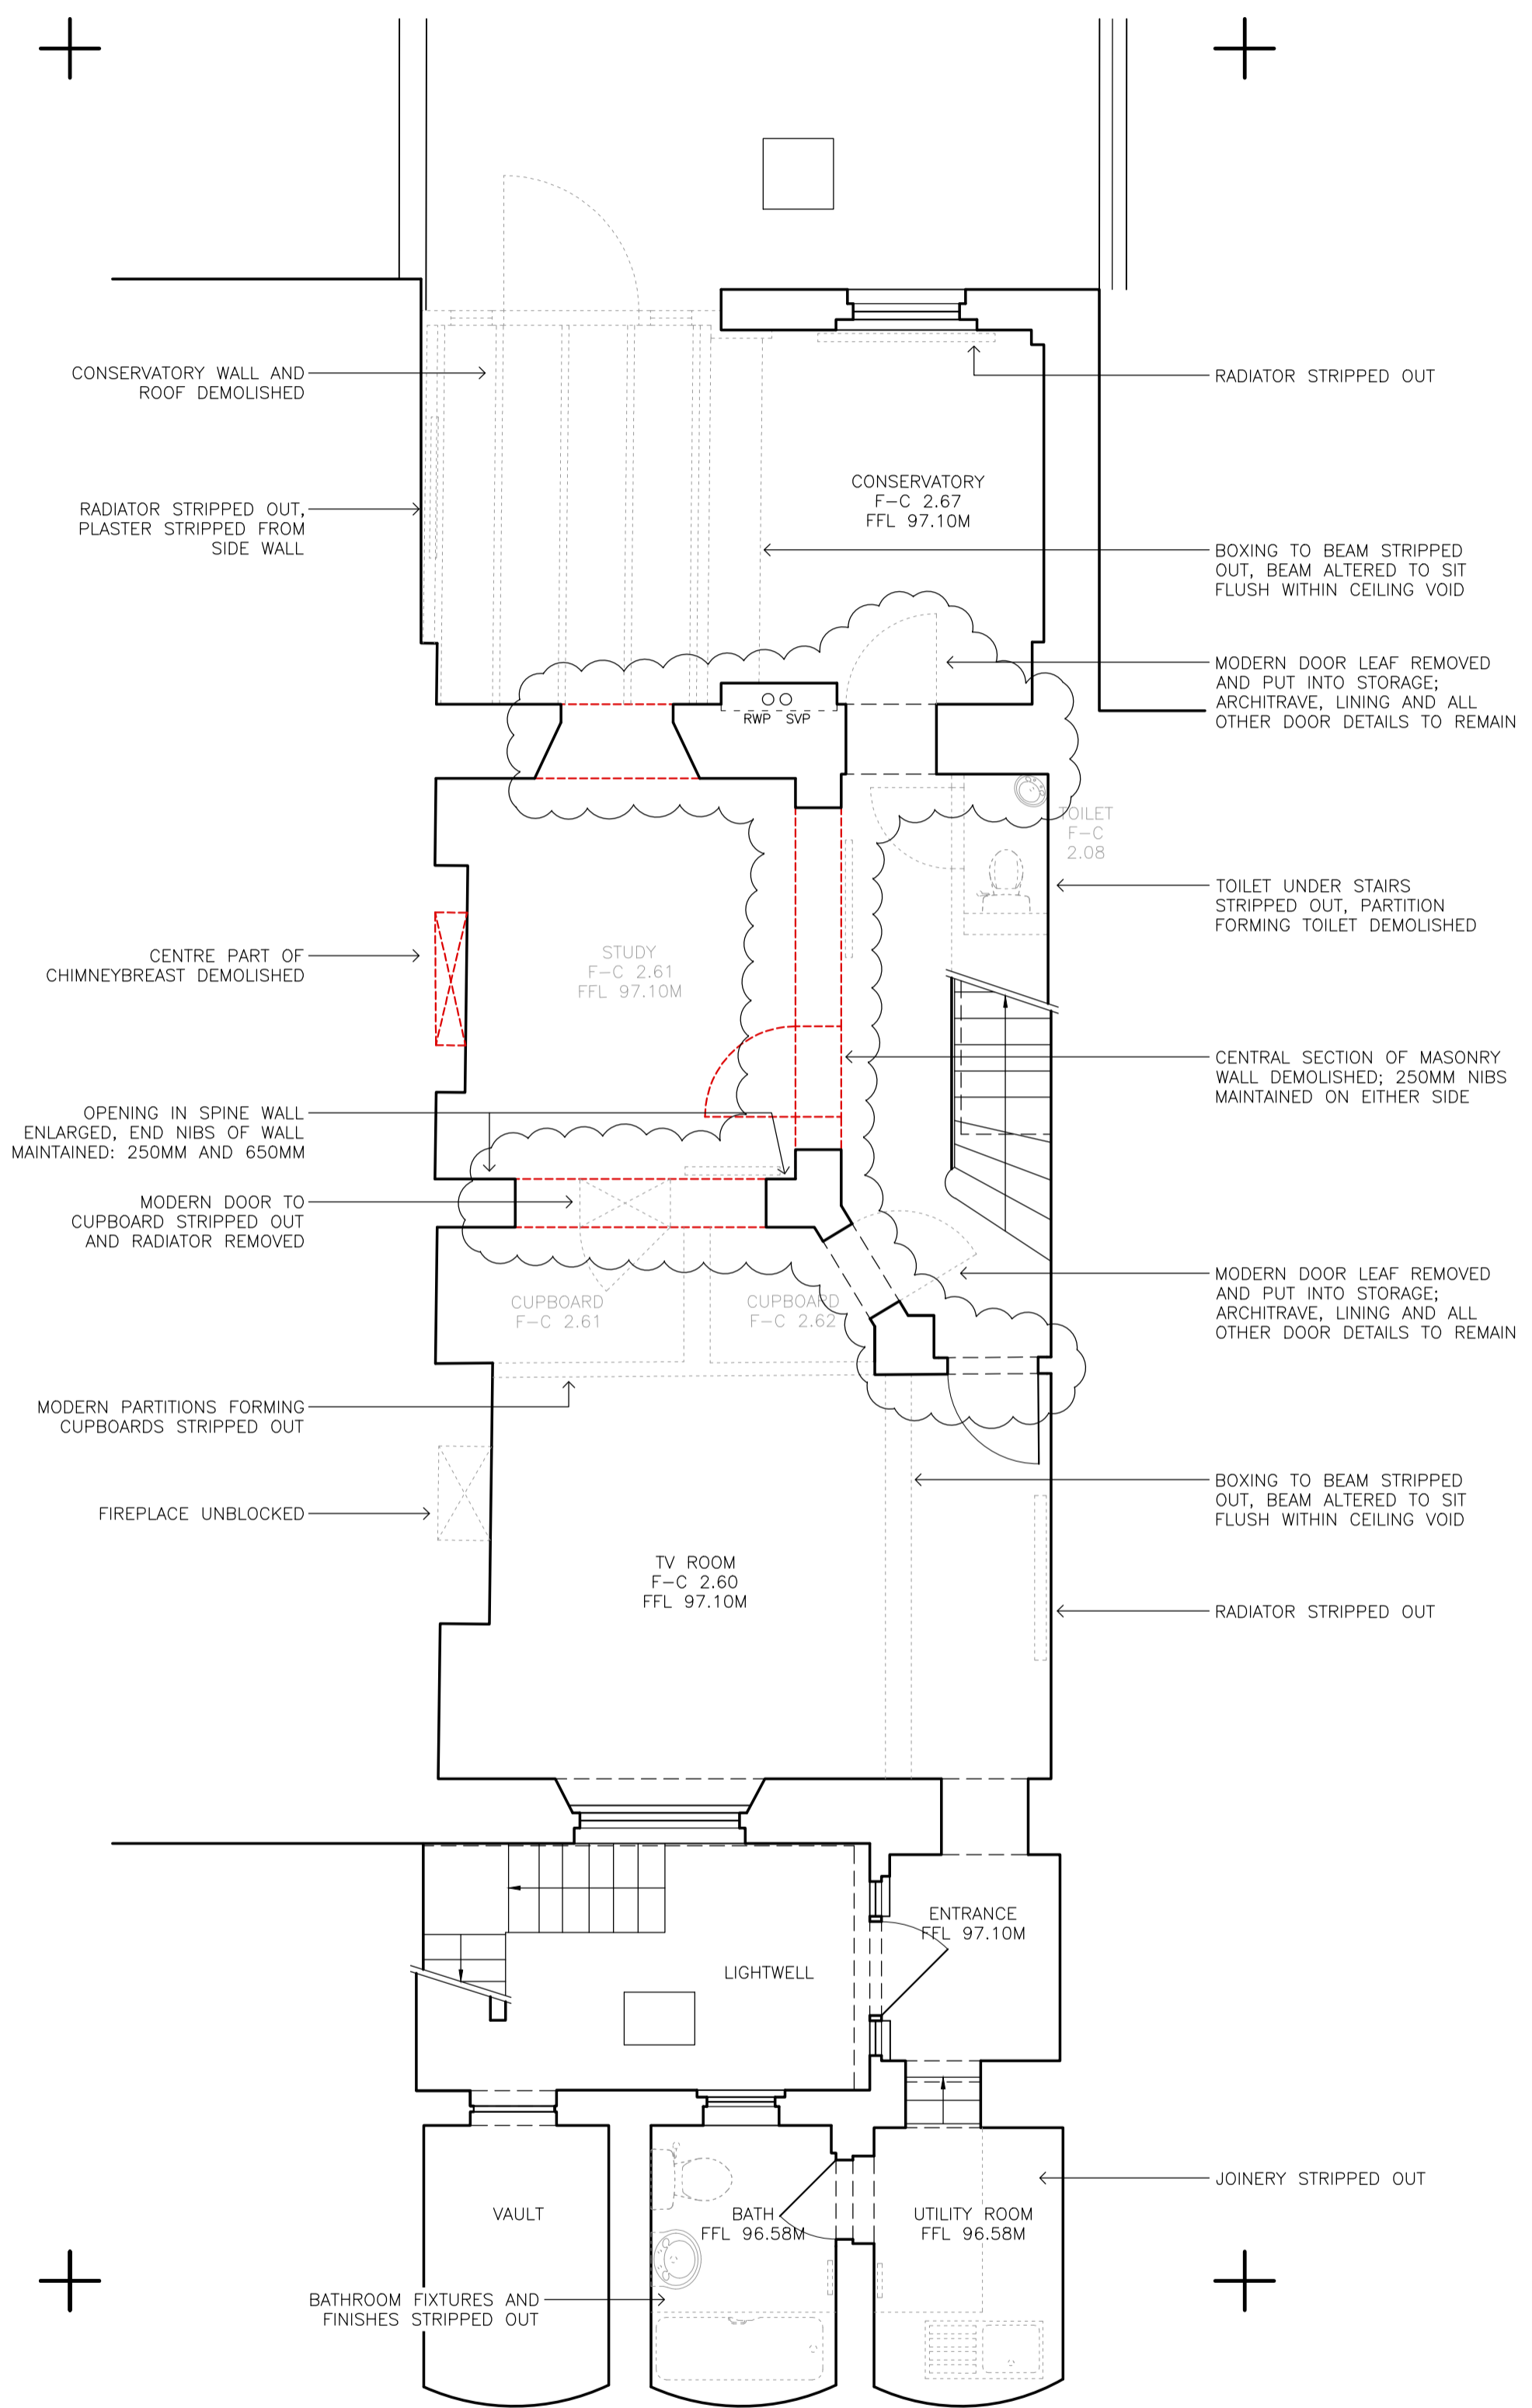 CONSERVATORY WALL AND
ROOF DEMOLISHED
RADIATOR STRIPPED OUT
CONSERVATORY
F-C 2.67
FFL 97.10M
RADIATOR STRIPPED OUT,
PLASTER STRIPPED FROM
SIDE WALL
BOXING TO BEAM STRIPPED
OUT, BEAM ALTERED TO SIT
FLUSH WITHIN CEILING VOID
MODERN DOOR LEAF REMOVED
AND PUT INTO STORAGE;
ARCHITRAVE, LINING AND ALL
OTHER DOOR DETAILS TO REMAIN
RWP SVP
TOILET
F-C
2.08
TOILET UNDER STAIRS
STRIPPED OUT, PARTITION
FORMING TOILET DEMOLISHED
CENTRE PART OF
CHIMNEYBREAST DEMOLISHED
STUDY
F-C 2.61
FFL 97.10M
CENTRAL SECTION OF MASONRY
WALL DEMOLISHED; 250MM NIBS
MAINTAINED ON EITHER SIDE
OPENING IN SPINE WALL
ENLARGED, END NIBS OF WALL
MAINTAINED: 250MM AND 650MM
MODERN DOOR TO
CUPBOARD STRIPPED OUT
AND RADIATOR REMOVED
MODERN DOOR LEAF REMOVED
AND PUT INTO STORAGE;
ARCHITRAVE, LINING AND ALL
OTHER DOOR DETAILS TO REMAIN
CUPBOARD
F-C 2.61
CUPBOARD
F-C 2.62
MODERN PARTITIONS FORMING
CUPBOARDS STRIPPED OUT
BOXING TO BEAM STRIPPED
OUT, BEAM ALTERED TO SIT
FLUSH WITHIN CEILING VOID
FIREPLACE UNBLOCKED
TV ROOM
F-C 2.60
FFL 97.10M
RADIATOR STRIPPED OUT
ENTRANCE
FFL 97.10M
LIGHTWELL
JOINERY STRIPPED OUT
VAULT
BATH
FFL 96.58M
UTILITY ROOM
FFL 96.58M
BATHROOM FIXTURES AND
FINISHES STRIPPED OUT